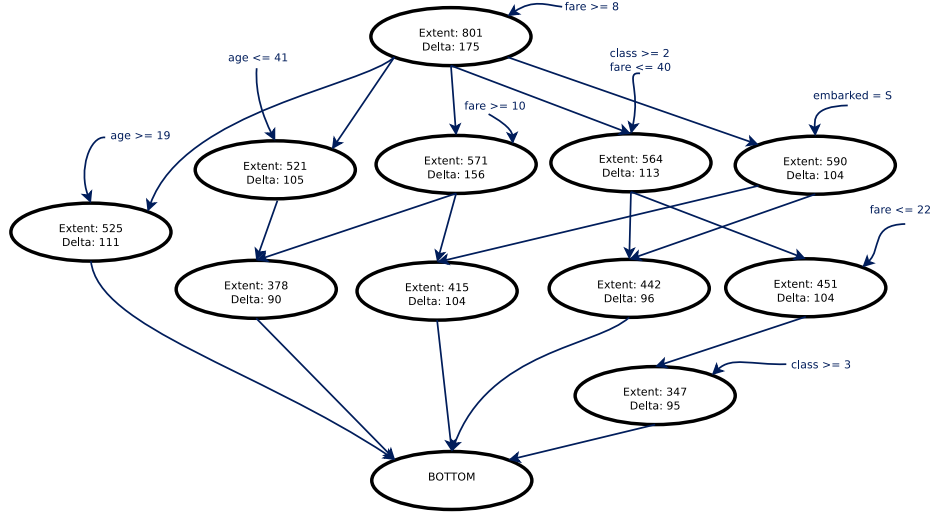 fare >= 8
Extent: 801
Delta: 175
age <= 41
class >= 2
fare <= 40
fare >= 10
embarked = S
age >= 19
Extent: 521
Delta: 105
Extent: 571
Delta: 156
Extent: 564
Delta: 113
Extent: 590
Delta: 104
fare <= 22
Extent: 525
Delta: 111
Extent: 378
Delta: 90
Extent: 415
Delta: 104
Extent: 442
Delta: 96
Extent: 451
Delta: 104
class >= 3
Extent: 347
Delta: 95
BOTTOM